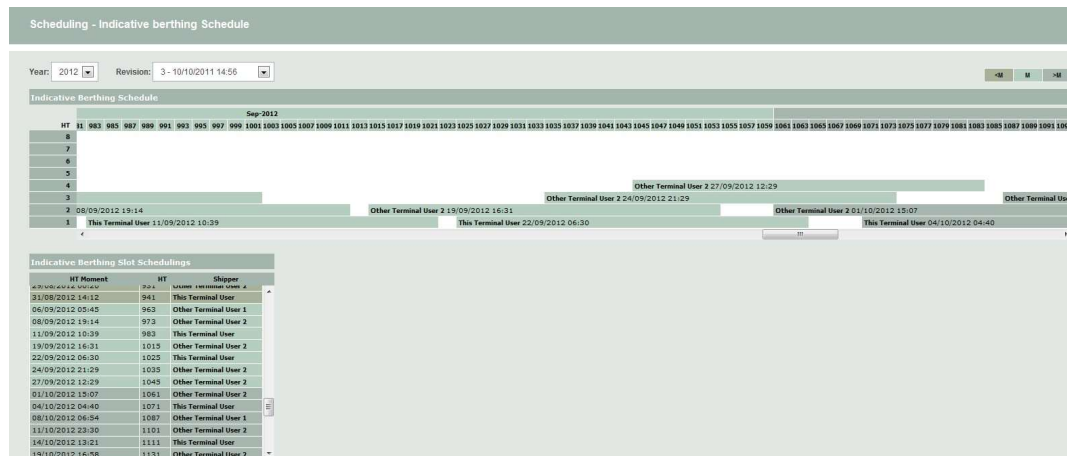 Scheduling - Indicative berthing Schedule
Year: 2012 Revision: 3 - 10/10/2011 14:56
<M M >M
Indicative Berthing Schedule
Sep-2012
HT 983 985 987 989 991 993 995 997 999 1001 1003 1005 1007 1009 1011 1013 1015 1017 1019 1021 1023 1025 1027 1029 1031 1033 1035 1037 1039 1041 1043 1045 1047 1049 1051 1053 1055 1057 1059 1061 1063 1065 1067 1069 1071 1073 1075 1077 1079 1081 1083 1085 1087 1089 1091
8
7
6
5
4 Other Terminal User 2 27/09/2012 12:29
3 Other Terminal User 2 24/09/2012 21:29 Other Terminal Us
2 08/09/2012 19:14 Other Terminal User 2 19/09/2012 16:31 Other Terminal User 2 01/10/2012 15:07
1 This Terminal User 11/09/2012 10:39 This Terminal User 22/09/2012 06:30 This Terminal User 04/10/2012 04:40
Indicative Berthing Slot Schedulings
HT Moment HT Shipper
31/08/2012 14:12 941 This Terminal User
06/09/2012 05:45 963 Other Terminal User 1
08/09/2012 19:14 973 Other Terminal User 2
11/09/2012 10:39 983 This Terminal User
19/09/2012 16:31 1015 Other Terminal User 2
22/09/2012 06:30 1025 This Terminal User
24/09/2012 21:29 1035 Other Terminal User 2
27/09/2012 12:29 1045 Other Terminal User 2
01/10/2012 15:07 1061 Other Terminal User 2
04/10/2012 04:40 1071 This Terminal User
08/10/2012 06:54 1087 Other Terminal User 1
11/10/2012 23:30 1101 Other Terminal User 2
14/10/2012 13:21 1111 This Terminal User
19/10/2012 16:58 1131 Other Terminal User 2